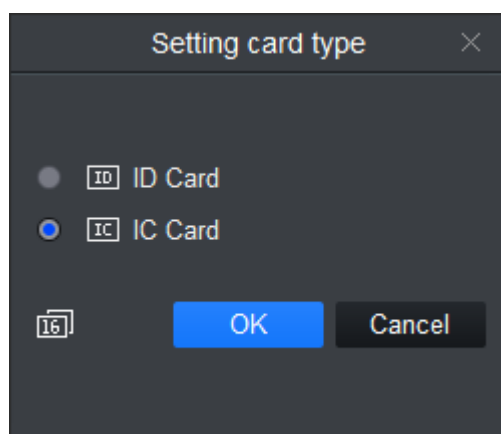 Setting card type
ID ID Card
IC IC Card
16 OK Cancel